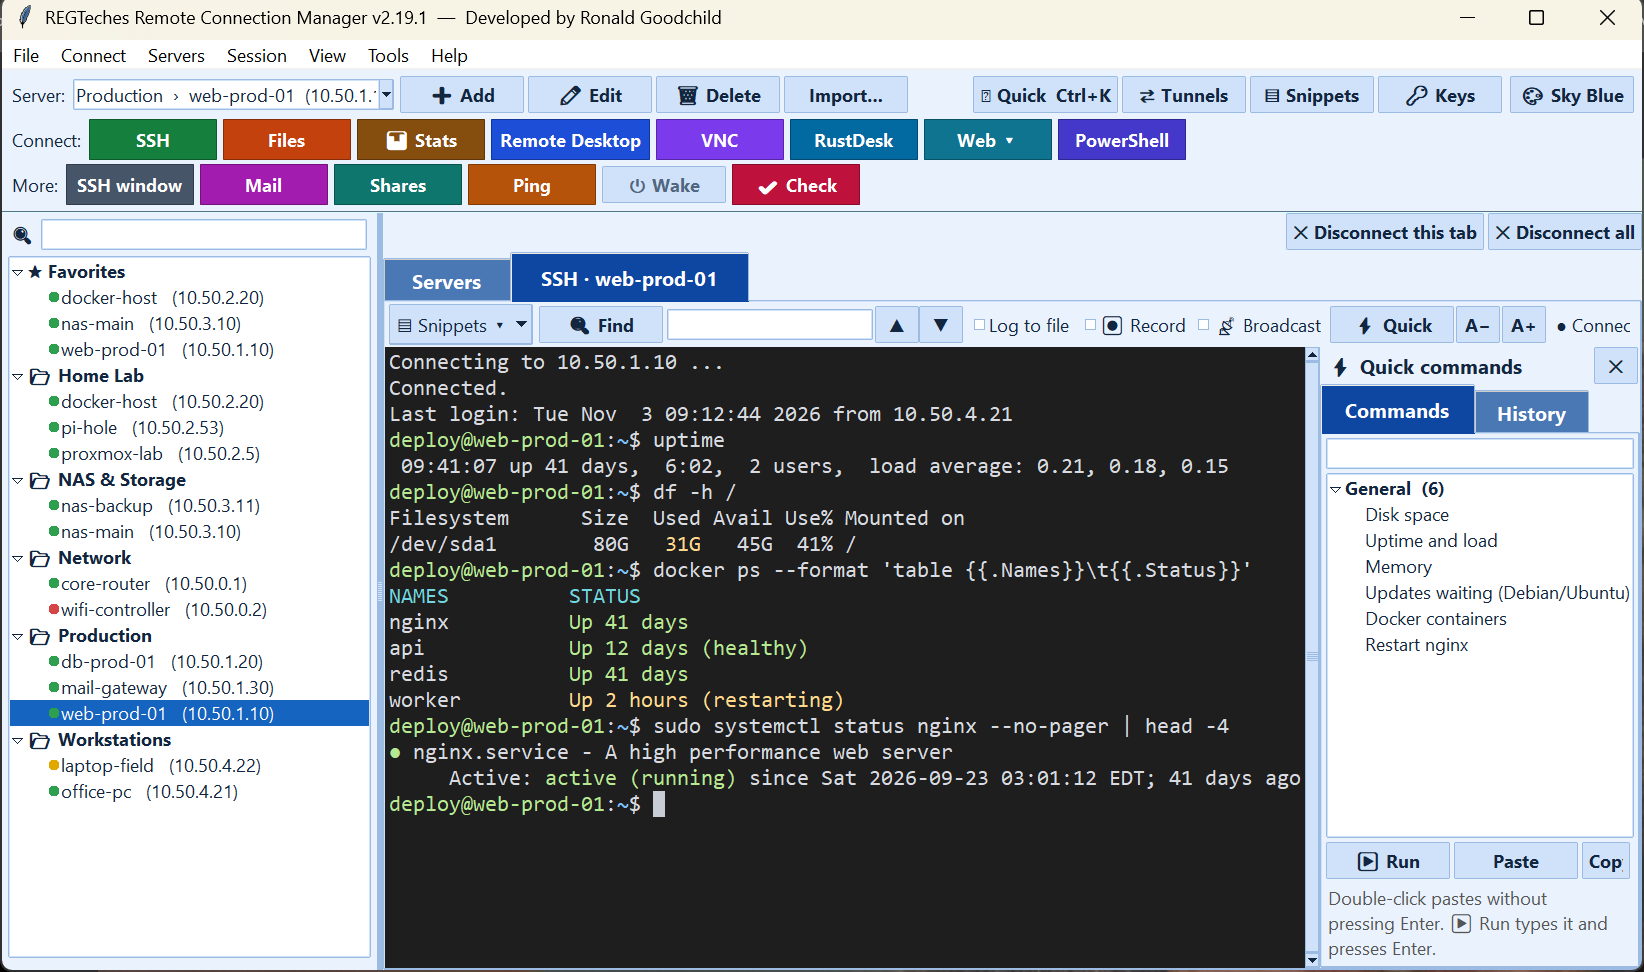 REGTeches Remote Connection Manager v2.19.1 — Developed by Ronald Goodchild
File Connect Servers Session View Tools Help
Server: Production › web-prod-01 (10.50.1. Add Edit Delete Import... Quick Ctrl+K Tunnels Snippets Keys Sky Blue
Connect: SSH Files Stats Remote Desktop VNC RustDesk Web PowerShell
More: SSH window Mail Shares Ping Wake Check
Disconnect this tab Disconnect all
Favorites
docker-host (10.50.2.20)
nas-main (10.50.3.10)
web-prod-01 (10.50.1.10)
Home Lab
docker-host (10.50.2.20)
pi-hole (10.50.2.53)
proxmox-lab (10.50.2.5)
NAS & Storage
nas-backup (10.50.3.11)
nas-main (10.50.3.10)
Network
core-router (10.50.0.1)
wifi-controller (10.50.0.2)
Production
db-prod-01 (10.50.1.20)
mail-gateway (10.50.1.30)
web-prod-01 (10.50.1.10)
Workstations
laptop-field (10.50.4.22)
office-pc (10.50.4.21)
Servers SSH · web-prod-01
Snippets Find Log to file Record Broadcast Quick A− A+ ● Connec
Connecting to 10.50.1.10 ...
Connected.
Last login: Tue Nov  3 09:12:44 2026 from 10.50.4.21
deploy@web-prod-01:~$ uptime
 09:41:07 up 41 days,  6:02,  2 users,  load average: 0.21, 0.18, 0.15
deploy@web-prod-01:~$ df -h /
Filesystem      Size  Used Avail Use% Mounted on
/dev/sda1        80G   31G   45G  41% /
deploy@web-prod-01:~$ docker ps --format 'table {{.Names}}\t{{.Status}}'
NAMES          STATUS
nginx          Up 41 days
api            Up 12 days (healthy)
redis          Up 41 days
worker         Up 2 hours (restarting)
deploy@web-prod-01:~$ sudo systemctl status nginx --no-pager | head -4
● nginx.service - A high performance web server
     Active: active (running) since Sat 2026-09-23 03:01:12 EDT; 41 days ago
deploy@web-prod-01:~$
Quick commands
Commands History
General (6)
Disk space
Uptime and load
Memory
Updates waiting (Debian/Ubuntu)
Docker containers
Restart nginx
Run Paste Cop
Double-click pastes without
pressing Enter. Run types it and
presses Enter.